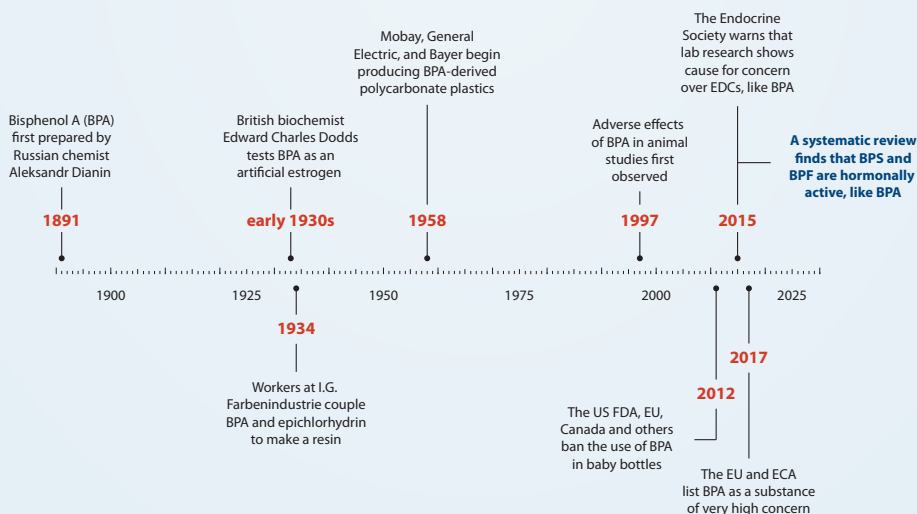 Bisphenol A (BPA)
first prepared by
Russian chemist
Aleksandr Dianin
1891
British biochemist
Edward Charles Dodds
tests BPA as an
artificial estrogen
early 1930s
Mobay, General
Electric, and Bayer begin
producing BPA-derived
polycarbonate plastics
1958
Adverse effects
of BPA in animal
studies first
observed
1997
The Endocrine
Society warns that
lab research shows
cause for concern
over EDCs, like BPA
2015
A systematic review
finds that BPS and
BPF are hormonally
active, like BPA
1900
1925
1950
1975
2000
2025
1934
Workers at I.G.
Farbenindustrie couple
BPA and epichlorhydrin
to make a resin
2012
The US FDA, EU,
Canada and others
ban the use of BPA
in baby bottles
2017
The EU and ECA
list BPA as a substance
of very high concern